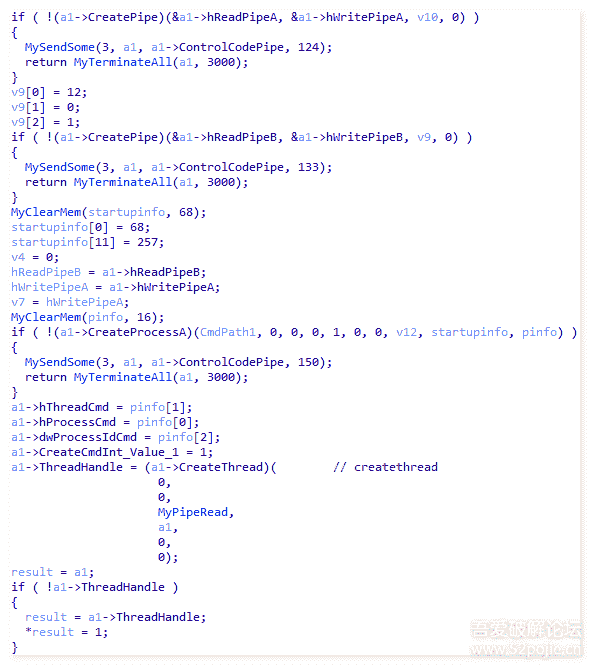 if ( !(a1->CreatePipe)(&a1->hReadPipeA, &a1->hWritePipeA, v10, 0) )
{
  MySendSome(3, a1, a1->ControlCodePipe, 124);
  return MyTerminateAll(a1, 3000);
}
v9[0] = 12;
v9[1] = 0;
v9[2] = 1;
if ( !(a1->CreatePipe)(&a1->hReadPipeB, &a1->hWritePipeB, v9, 0) )
{
  MySendSome(3, a1, a1->ControlCodePipe, 133);
  return MyTerminateAll(a1, 3000);
}
MyClearMem(startupinfo, 68);
startupinfo[0] = 68;
startupinfo[11] = 257;
v4 = 0;
hReadPipeB = a1->hReadPipeB;
hWritePipeA = a1->hWritePipeA;
v7 = hWritePipeA;
MyClearMem(pinfo, 16);
if ( !(a1->CreateProcessA)(CmdPath1, 0, 0, 0, 1, 0, 0, v12, startupinfo, pinfo) )
{
  MySendSome(3, a1, a1->ControlCodePipe, 150);
  return MyTerminateAll(a1, 3000);
}
a1->hThreadCmd = pinfo[1];
a1->hProcessCmd = pinfo[0];
a1->dwProcessIdCmd = pinfo[2];
a1->CreateCmdInt_Value_1 = 1;
a1->ThreadHandle = (a1->CreateThread)(        // createthread
                     0,
                     0,
                     MyPipeRead,
                     a1,
                     0,
                     0);
result = a1;
if ( !a1->ThreadHandle )
{
  result = a1->ThreadHandle;
  *result = 1;
}
吾爱破解论坛
www.52pojie.cn